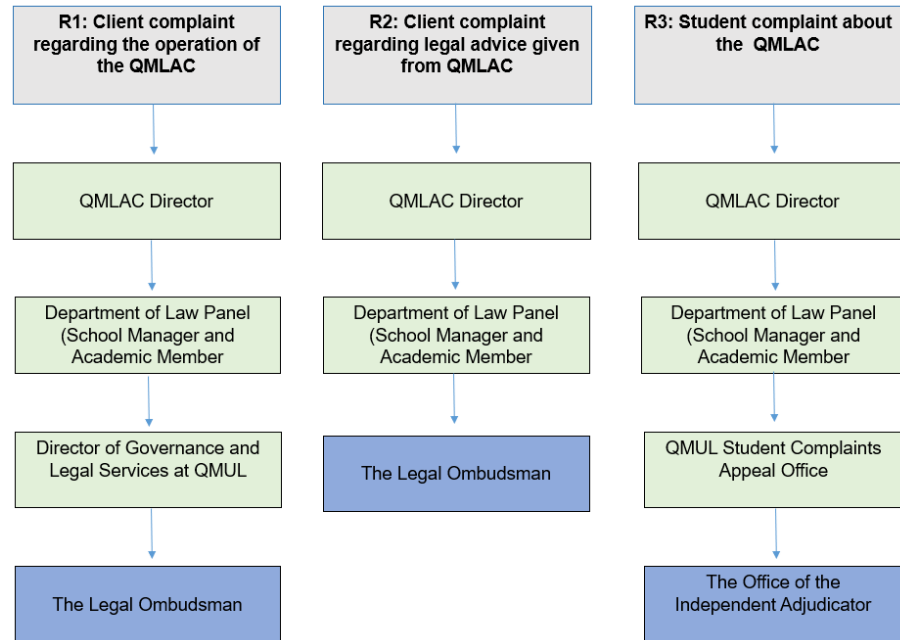 R1: Client complaint
regarding the operation of
the QMLAC
R2: Client complaint
regarding legal advice given
from QMLAC
R3: Student complaint about
the QMLAC
QMLAC Director
QMLAC Director
QMLAC Director
Department of Law Panel
(School Manager and
Academic Member
Department of Law Panel
(School Manager and
Academic Member
Department of Law Panel
(School Manager and
Academic Member
Director of Governance and
Legal Services at QMUL
The Legal Ombudsman
QMUL Student Complaints
Appeal Office
The Legal Ombudsman
The Office of the
Independent Adjudicator